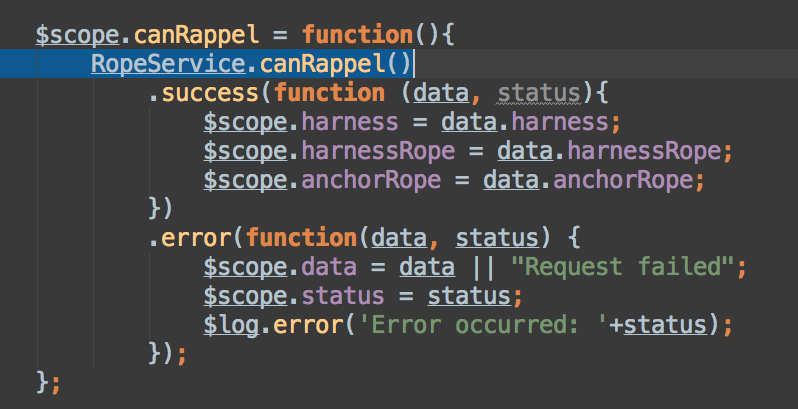 $scope.canRappel = function(){
    RopeService.canRappel()
        .success(function (data, status){
            $scope.harness = data.harness;
            $scope.harnessRope = data.harnessRope;
            $scope.anchorRope = data.anchorRope;
        })
        .error(function(data, status) {
            $scope.data = data || "Request failed";
            $scope.status = status;
            $log.error('Error occurred: '+status);
        });
};